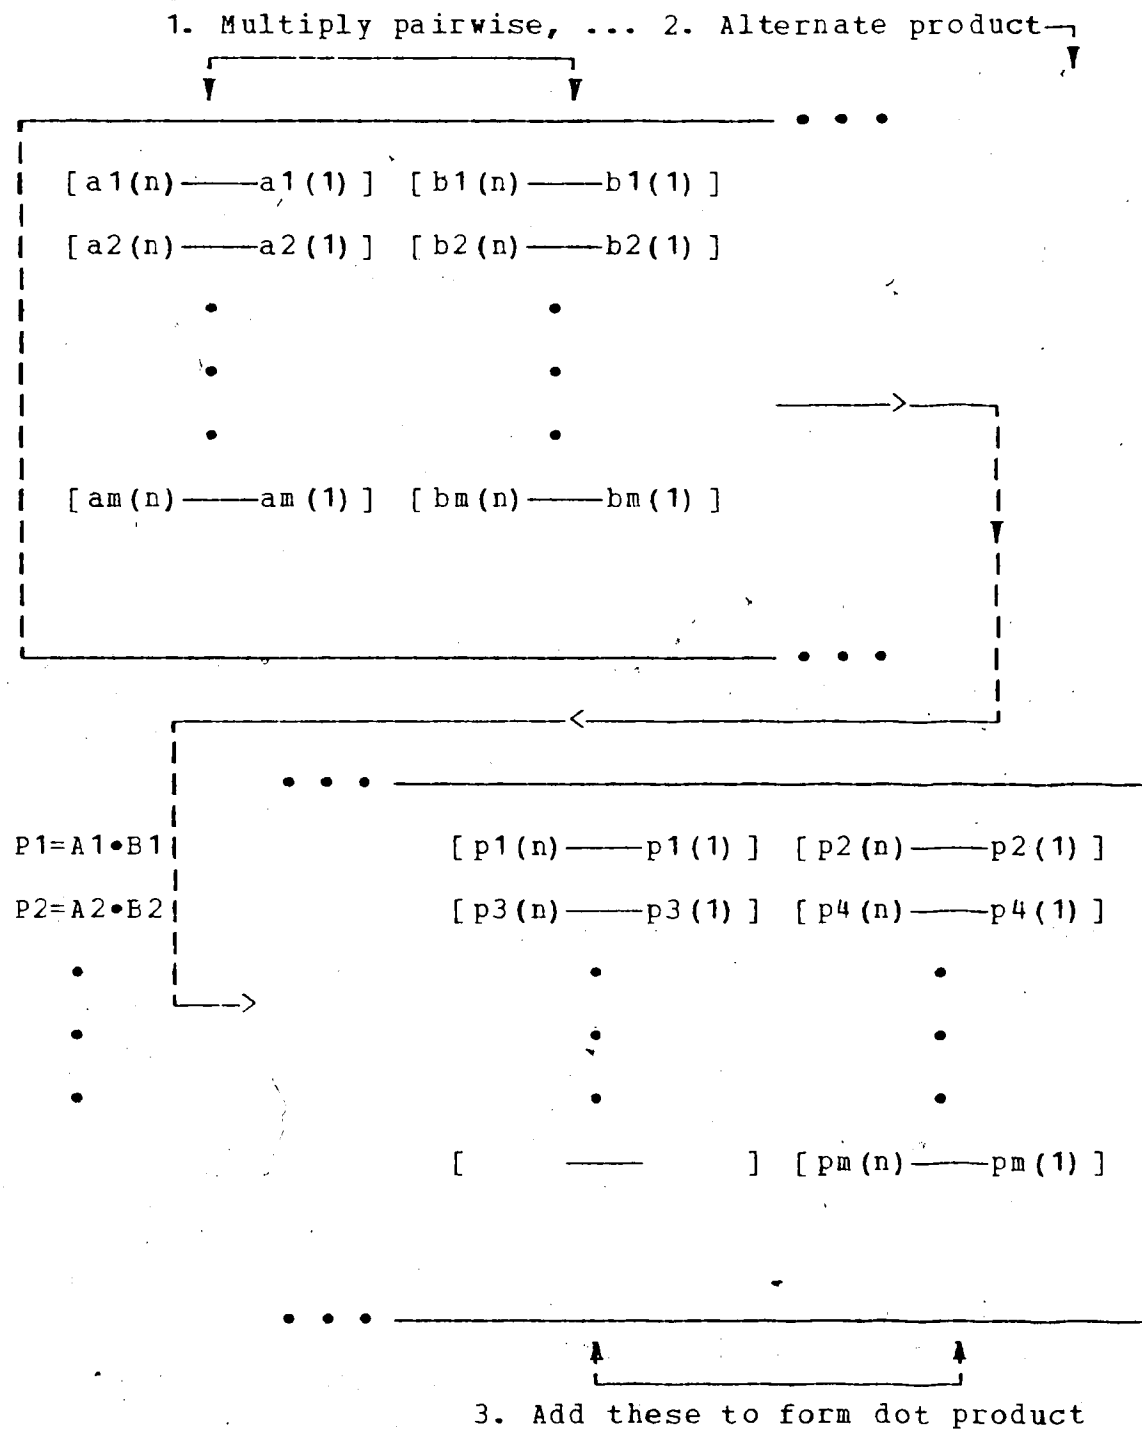 1. Multiply pairwise, ... 2. Alternate product
• • •
[a1(n)——a1(1)] [b1(n)——b1(1)]
[a2(n)——a2(1)] [b2(n)——b2(1)]
• •
• •
• •
[am(n)——am(1)] [bm(n)——bm(1)]
• • •
• • •
P1=A1•B1 [p1(n)——p1(1)] [p2(n)——p2(1)]
P2=A2•B2 [p3(n)——p3(1)] [p4(n)——p4(1)]
• • •
• • •
• • •
[ —— ] [pm(n)——pm(1)]
• • •
3. Add these to form dot product